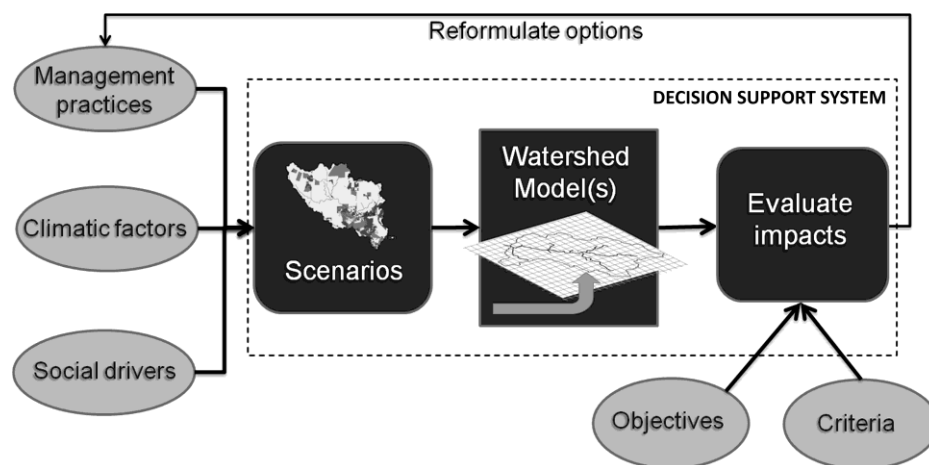 Reformulate options
Management
practices
DECISION SUPPORT SYSTEM
Watershed
Model(s)
Evaluate
impacts
Climatic factors
Scenarios
Social drivers
Objectives
Criteria